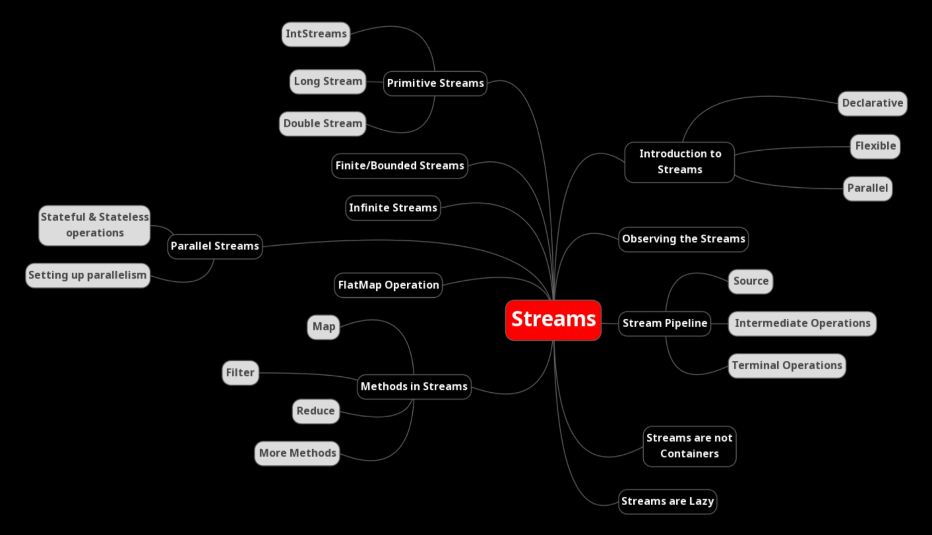 IntStreams
Long Stream
Double Stream
Primitive Streams
Finite/Bounded Streams
Infinite Streams
Stateful & Stateless
operations
Setting up parallelism
Parallel Streams
FlatMap Operation
Map
Filter
Reduce
More Methods
Methods in Streams
Streams
Introduction to
Streams
Declarative
Flexible
Parallel
Observing the Streams
Stream Pipeline
Source
Intermediate Operations
Terminal Operations
Streams are not
Containers
Streams are Lazy